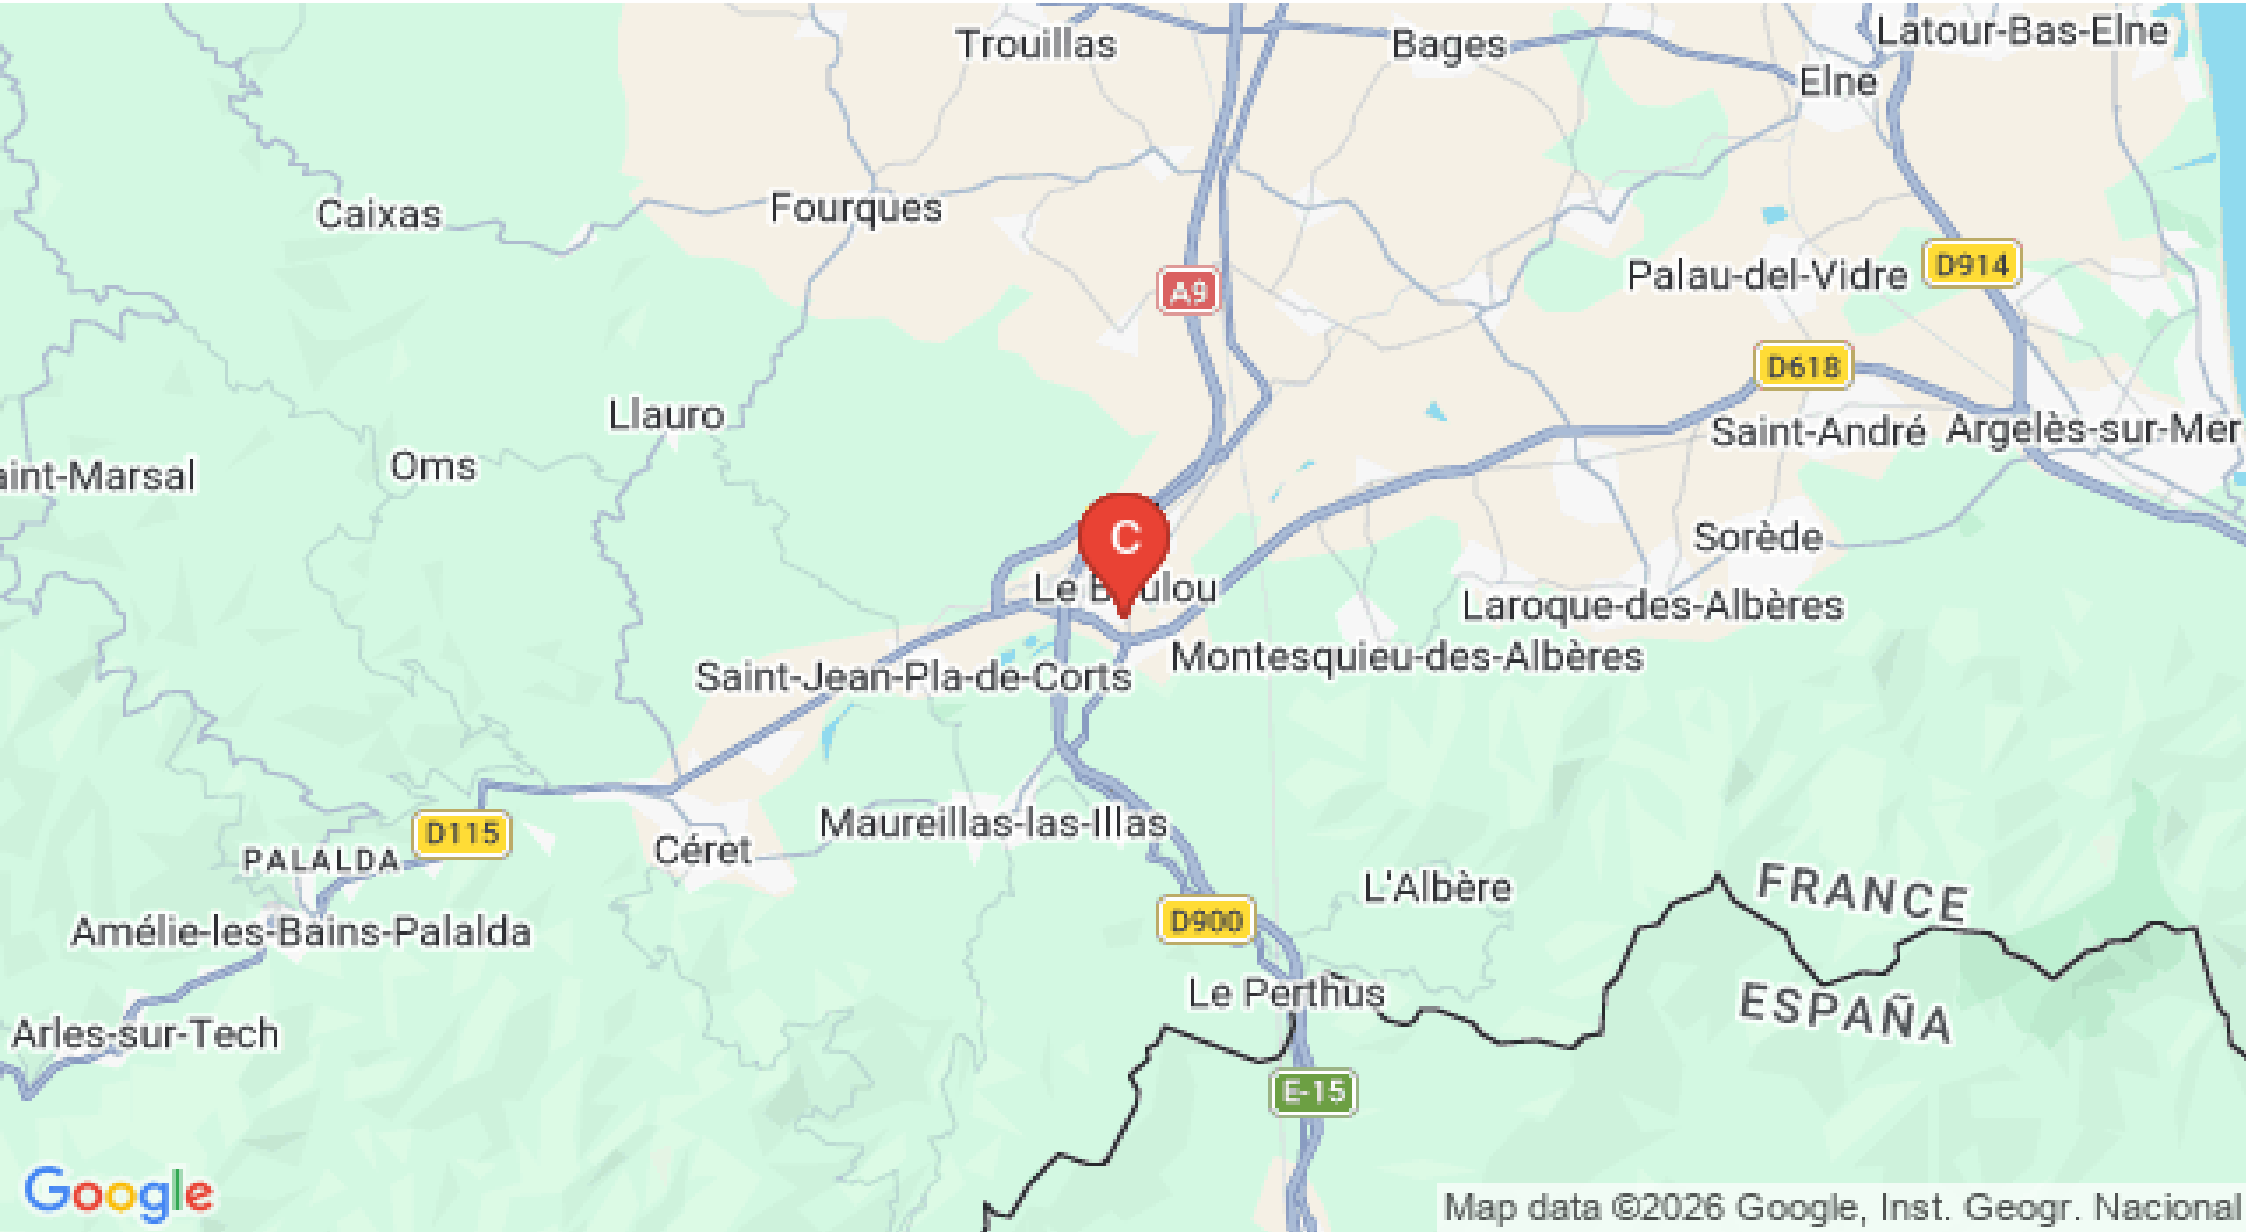 Trouillas
Bages
Latour-Bas-Elne
Elne
Caixas
Fourques
A9
Palau-del-Vidre
D914
D618
Llauro
Saint-André
Argelès-sur-Mer
Oms
aint-Marsal
C
Sorède
Le Boulou
Laroque-des-Albères
Montesquieu-des-Albères
Saint-Jean-Pla-de-Corts
Maureillas-las-Illas
D115
Céret
PALALDA
L'Albère
FRANCE
D900
Amélie-les-Bains-Palalda
Le Perthus
ESPAÑA
Arles-sur-Tech
E-15
Google
Map data ©2026 Google, Inst. Geogr. Nacional